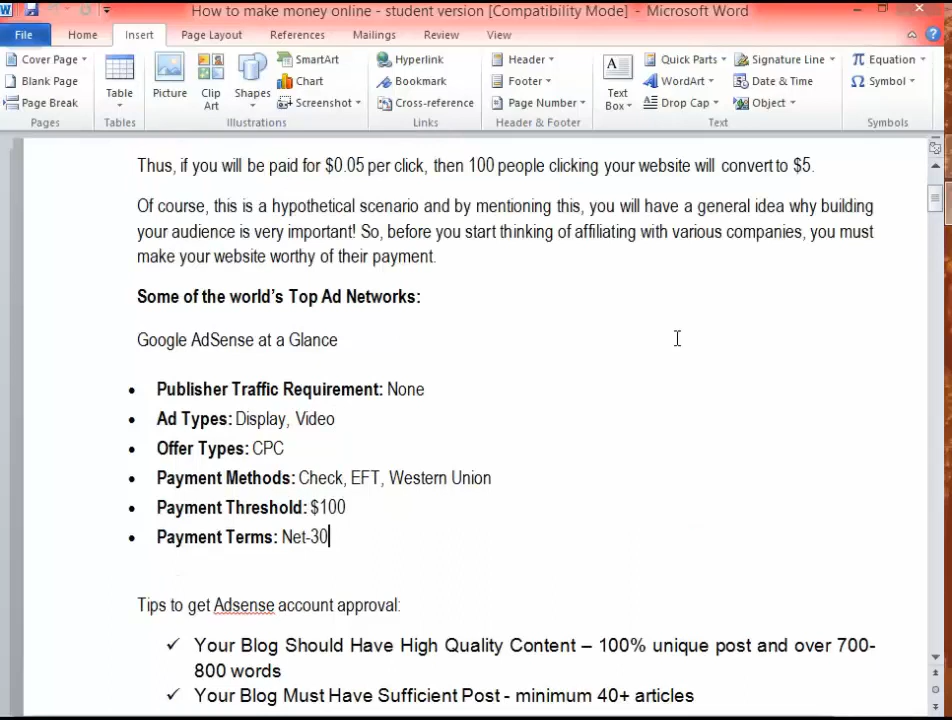 How to make money online - student version [Compatibility Mode] - Microsoft Word
File Home Insert Page Layout References Mailings Review View
Cover Page
Blank Page
Page Break
Pages
Table
Tables
Picture
Clip Art
Shapes
SmartArt
Chart
Screenshot
Illustrations
Hyperlink
Bookmark
Cross-reference
Links
Header
Footer
Page Number
Header & Footer
Text Box
Quick Parts
WordArt
Drop Cap
Signature Line
Date & Time
Object
Text
Equation
Symbol
Symbols
Thus, if you will be paid for $0.05 per click, then 100 people clicking your website will convert to $5.
Of course, this is a hypothetical scenario and by mentioning this, you will have a general idea why building
your audience is very important! So, before you start thinking of affiliating with various companies, you must
make your website worthy of their payment.
Some of the world's Top Ad Networks:
Google AdSense at a Glance
• Publisher Traffic Requirement: None
• Ad Types: Display, Video
• Offer Types: CPC
• Payment Methods: Check, EFT, Western Union
• Payment Threshold: $100
• Payment Terms: Net-30
Tips to get Adsense account approval:
✓ Your Blog Should Have High Quality Content – 100% unique post and over 700-
800 words
✓ Your Blog Must Have Sufficient Post - minimum 40+ articles